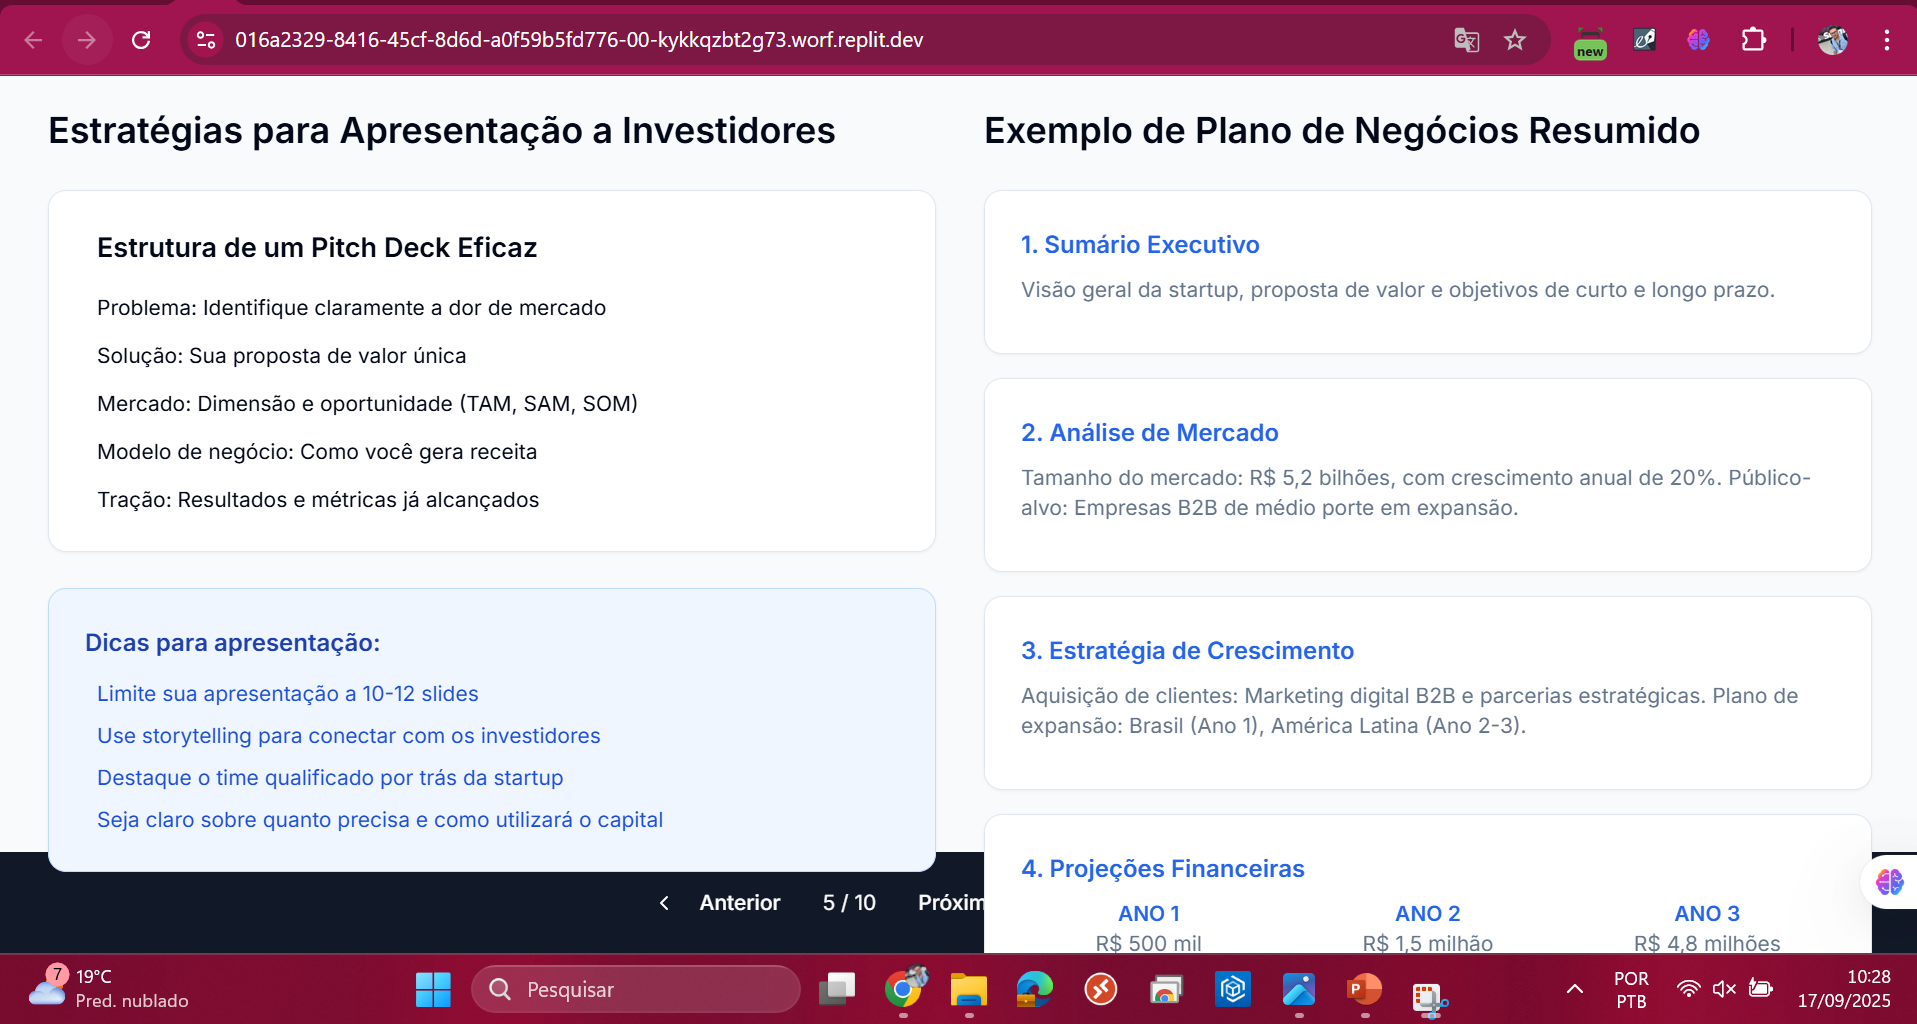 016a2329-8416-45cf-8d6d-a0f59b5fd776-00-kykkqzbt2g73.worf.replit.dev
new
Estratégias para Apresentação a Investidores
Estrutura de um Pitch Deck Eficaz
Problema: Identifique claramente a dor de mercado
Solução: Sua proposta de valor única
Mercado: Dimensão e oportunidade (TAM, SAM, SOM)
Modelo de negócio: Como você gera receita
Tração: Resultados e métricas já alcançados
Dicas para apresentação:
Limite sua apresentação a 10-12 slides
Use storytelling para conectar com os investidores
Destaque o time qualificado por trás da startup
Seja claro sobre quanto precisa e como utilizará o capital
Exemplo de Plano de Negócios Resumido
1. Sumário Executivo
Visão geral da startup, proposta de valor e objetivos de curto e longo prazo.
2. Análise de Mercado
Tamanho do mercado: R$ 5,2 bilhões, com crescimento anual de 20%. Público-
alvo: Empresas B2B de médio porte em expansão.
3. Estratégia de Crescimento
Aquisição de clientes: Marketing digital B2B e parcerias estratégicas. Plano de
expansão: Brasil (Ano 1), América Latina (Ano 2-3).
4. Projeções Financeiras
ANO 1 ANO 2 ANO 3
R$ 500 mil R$ 1,5 milhão R$ 4,8 milhões
Anterior 5 / 10 Próxim
7 19°C
Pred. nublado
Pesquisar
POR
PTB
10:28
17/09/2025